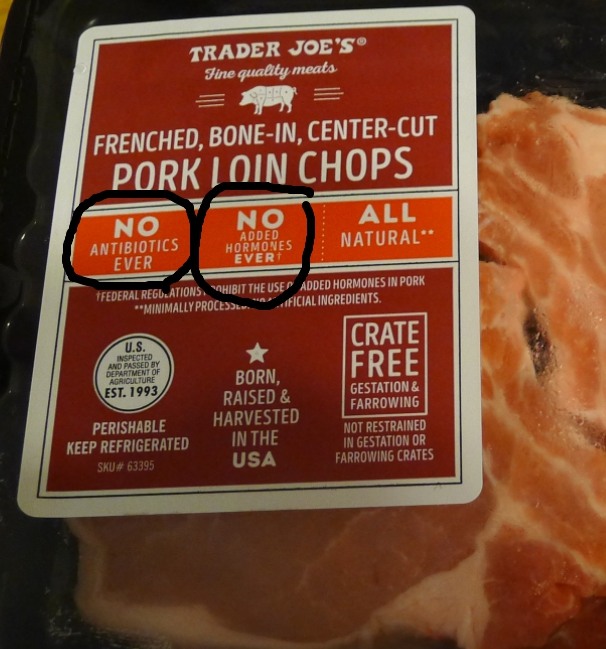 TRADER JOE'S®
Fine quality meats
FRENCHED, BONE-IN, CENTER-CUT
PORK LOIN CHOPS
NO
ANTIBIOTICS
EVER
NO
ADDED
HORMONES
EVER†
ALL
NATURAL**
†FEDERAL REGULATIONS PROHIBIT THE USE OF ADDED HORMONES IN PORK
**MINIMALLY PROCESSED, NO ARTIFICIAL INGREDIENTS.
U.S.
INSPECTED
AND PASSED BY
DEPARTMENT OF
AGRICULTURE
EST. 1993
PERISHABLE
KEEP REFRIGERATED
SKU# 63395
BORN,
RAISED &
HARVESTED
IN THE
USA
CRATE
FREE
GESTATION &
FARROWING
NOT RESTRAINED
IN GESTATION OR
FARROWING CRATES